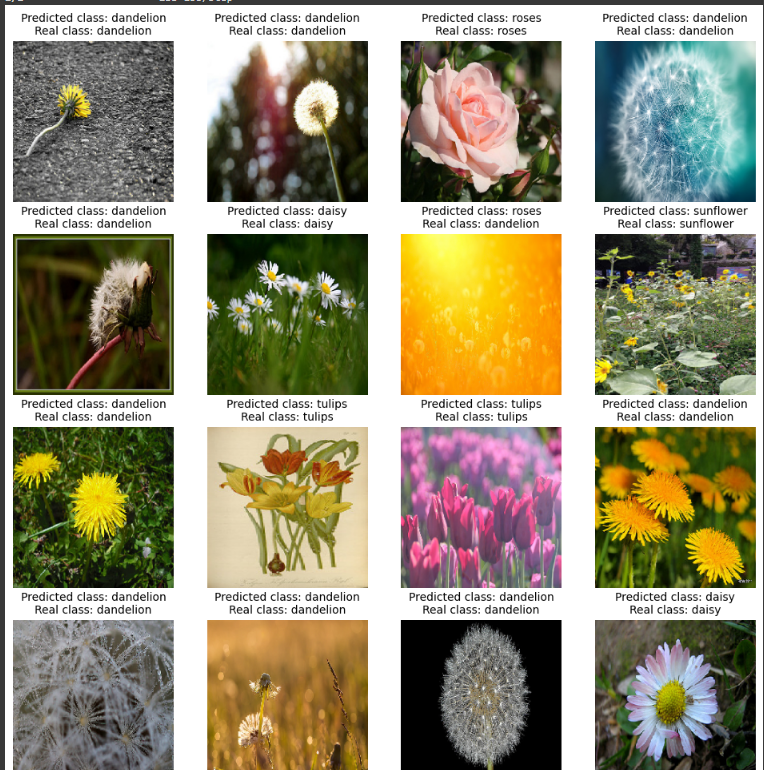 Predicted class: dandelion
Real class: dandelion
Predicted class: dandelion
Real class: dandelion
Predicted class: roses
Real class: roses
Predicted class: dandelion
Real class: dandelion
Predicted class: dandelion
Real class: dandelion
Predicted class: daisy
Real class: daisy
Predicted class: roses
Real class: dandelion
Predicted class: sunflower
Real class: sunflower
Predicted class: dandelion
Real class: dandelion
Predicted class: tulips
Real class: tulips
Predicted class: tulips
Real class: tulips
Predicted class: dandelion
Real class: dandelion
Predicted class: dandelion
Real class: dandelion
Predicted class: dandelion
Real class: dandelion
Predicted class: dandelion
Real class: dandelion
Predicted class: daisy
Real class: daisy